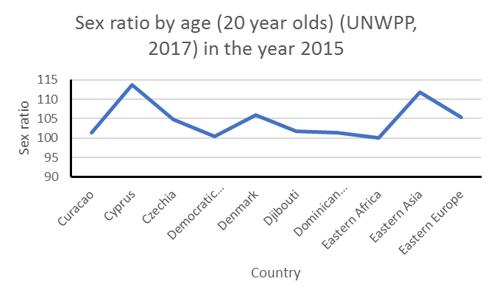 Sex ratio by age (20 year olds) (UNWPP,
2017) in the year 2015
115
110
105
100
95
90
Sex ratio
Curacao
Cyprus
Czechia
Democratic...
Denmark
Djibouti
Dominican...
Eastern Africa
Eastern Asia
Eastern Europe
Country